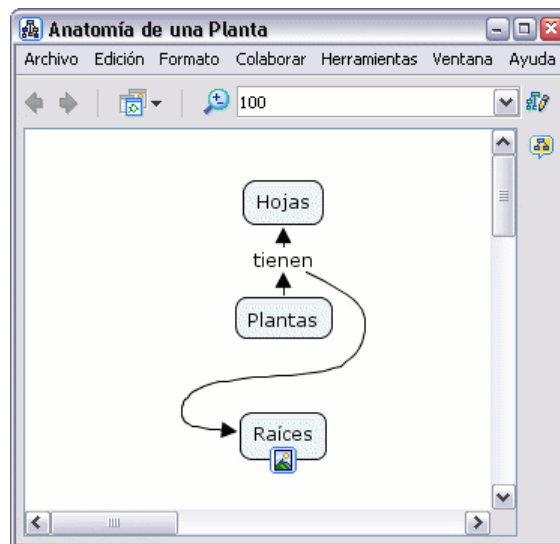 Anatomía de una Planta
Archivo Edición Formato Colaborar Herramientas Ventana Ayuda
100
Hojas
tienen
Plantas
Raíces